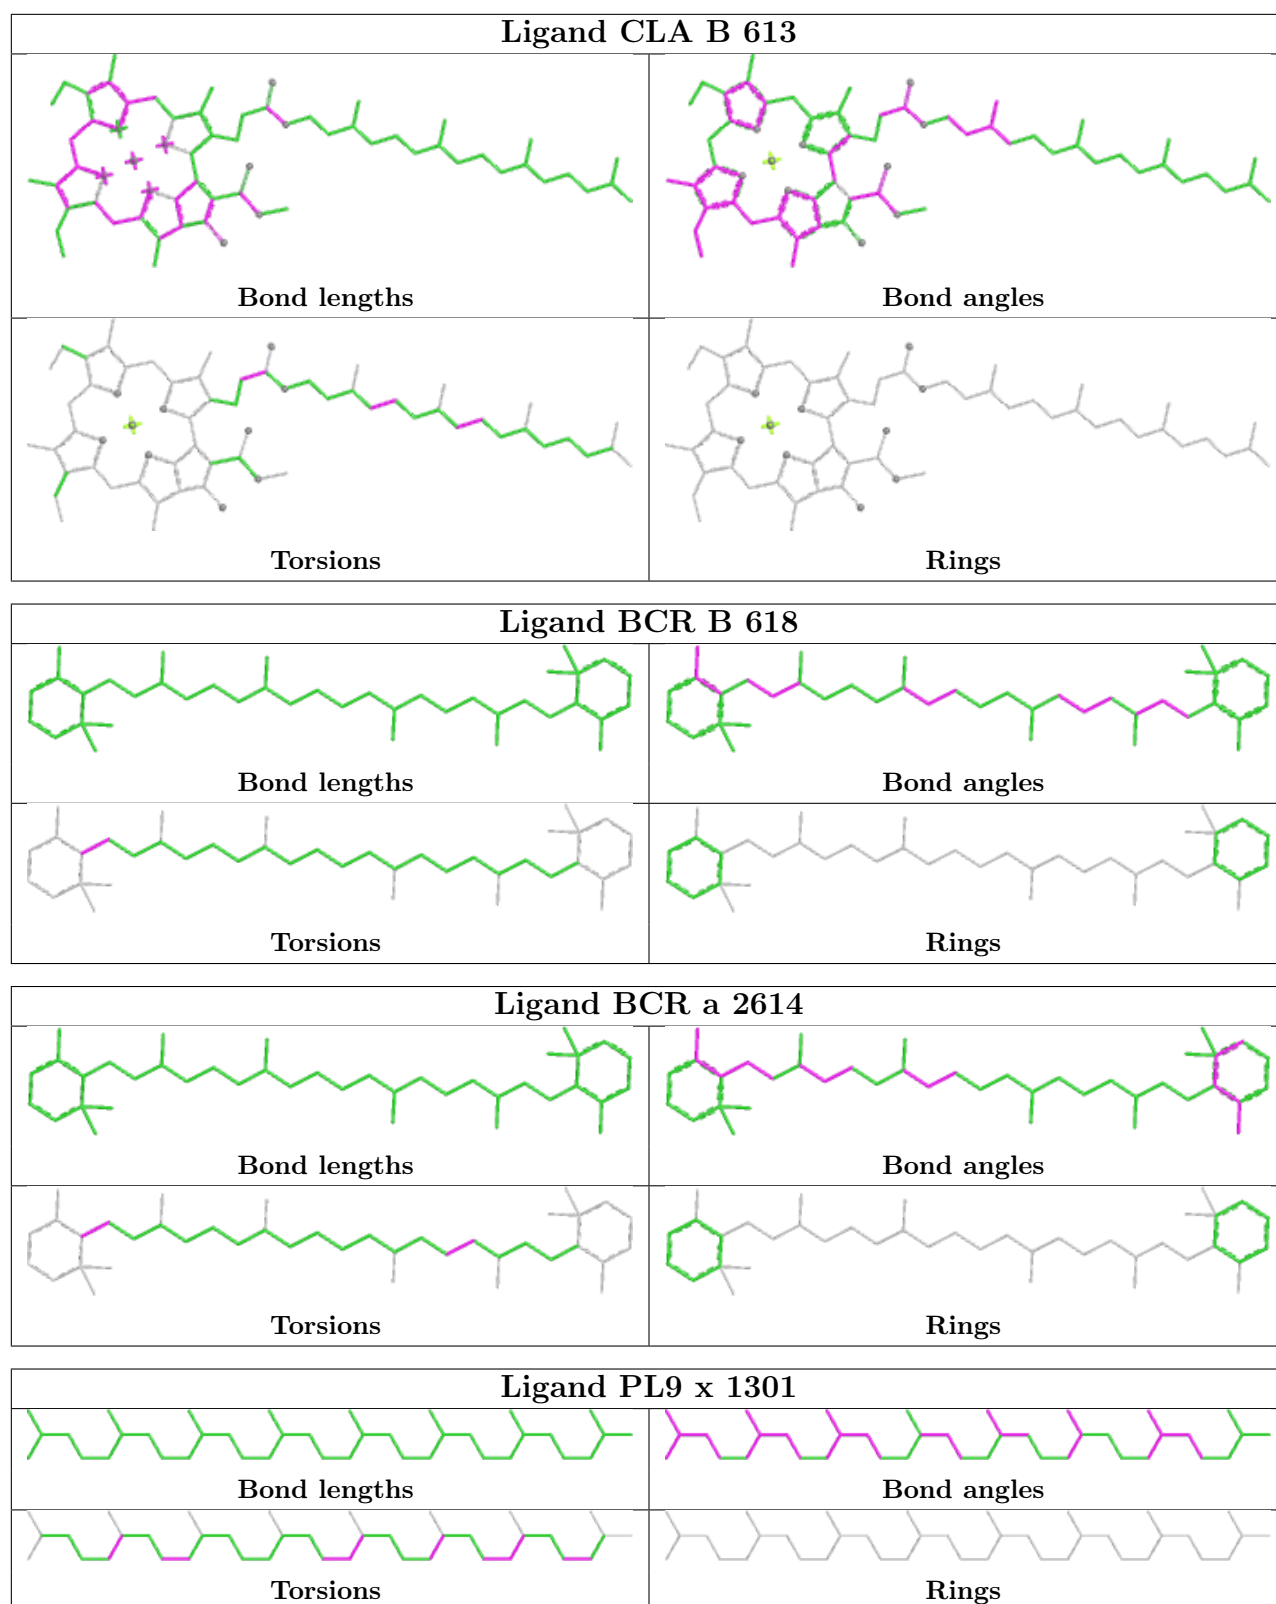 Ligand CLA B 613
Bond lengths
Bond angles
Torsions
Rings
Ligand BCR B 618
Bond lengths
Bond angles
Torsions
Rings
Ligand BCR a 2614
Bond lengths
Bond angles
Torsions
Rings
Ligand PL9 x 1301
Bond lengths
Bond angles
Torsions
Rings